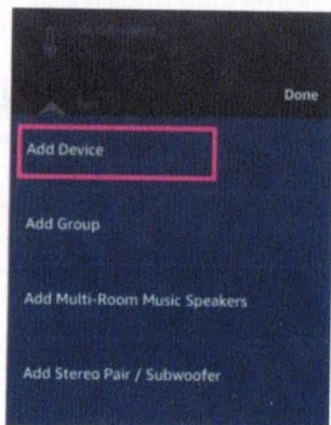 Done
Add Device
Add Group
Add Multi-Room Music Speakers
Add Stereo Pair / Subwoofer